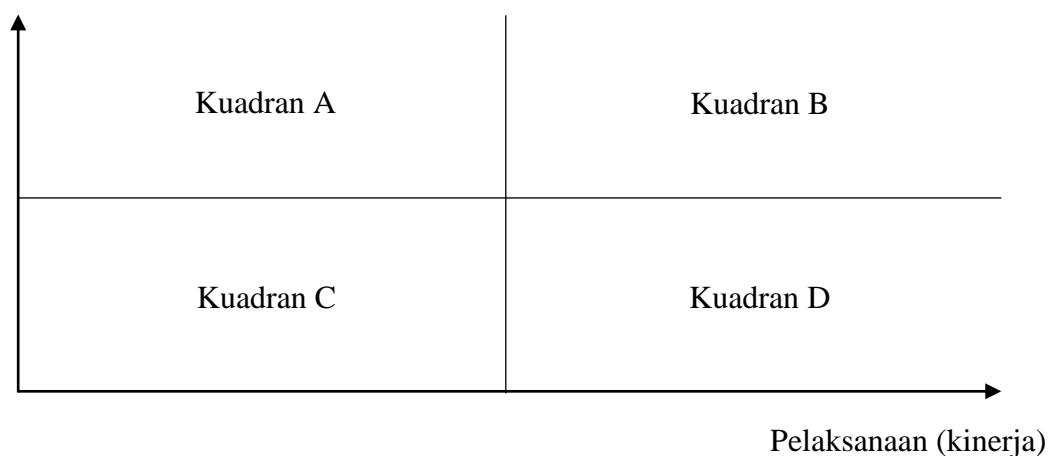 Kuadran A
Kuadran B
Kuadran C
Kuadran D
Pelaksanaan (kinerja)